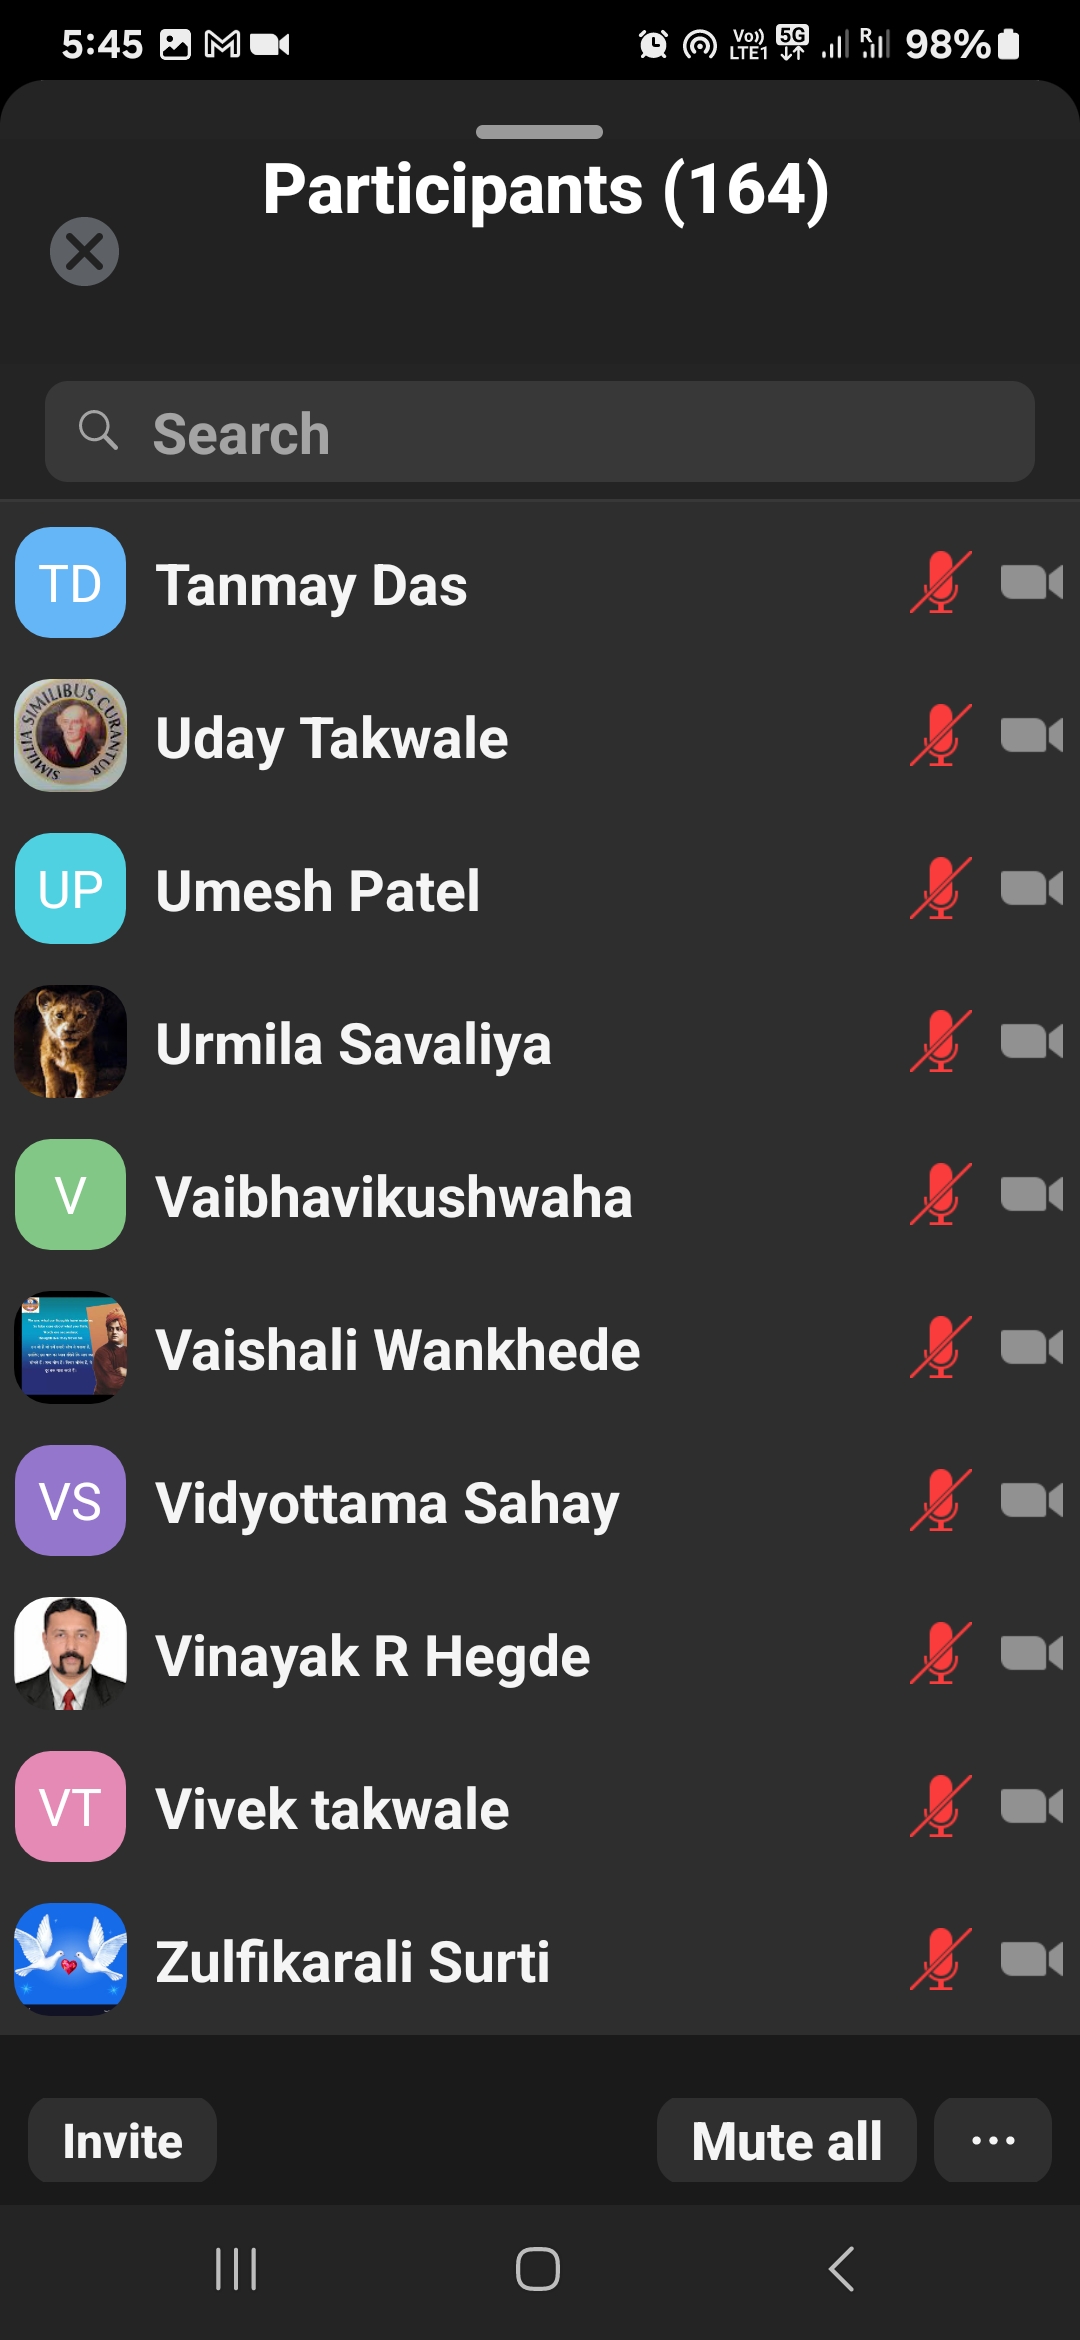 5:45
Vo))
LTE1
5G
R
98%
Participants (164)
Search
TD
Tanmay Das
SIMILIA SIMILIBUS CURANTUR
Uday Takwale
UP
Umesh Patel
Urmila Savaliya
V
Vaibhavikushwaha
Vaishali Wankhede
VS
Vidyottama Sahay
Vinayak R Hegde
VT
Vivek takwale
Zulfikarali Surti
Invite
Mute all
...